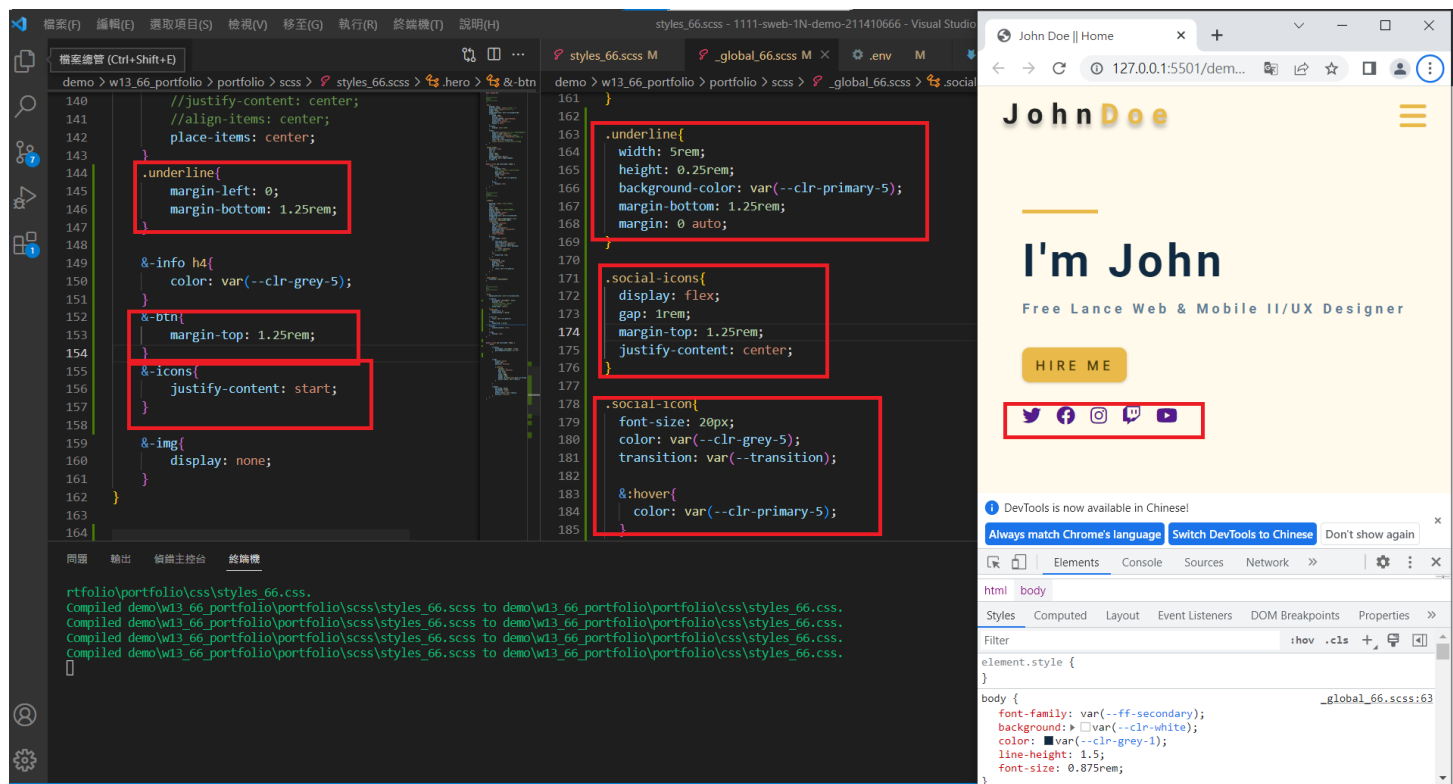 檔案(F) 編輯(E) 選取項目(S) 檢視(V) 移至(G) 執行(R) 終端機(T) 說明(H) styles_66.scss - 1111-sweb-1N-demo-211410666 - Visual Studio
檔案總管 (Ctrl+Shift+E)
demo > w13_66_portfolio > portfolio > scss > styles_66.scss > .hero > &-btn
140 //justify-content: center;
141 //align-items: center;
142 place-items: center;
143 }
144 .underline{
145 margin-left: 0;
146 margin-bottom: 1.25rem;
147 }
148
149 &-info h4{
150 color: var(--clr-grey-5);
151 }
152 &-btn{
153 margin-top: 1.25rem;
154 }
155 &-icons{
156 justify-content: start;
157 }
158
159 &-img{
160 display: none;
161 }
162 }
163
164
styles_66.scss M _global_66.scss M .env M
demo > w13_66_portfolio > portfolio > scss > _global_66.scss > .social
161 }
162
163 .underline{
164 width: 5rem;
165 height: 0.25rem;
166 background-color: var(--clr-primary-5);
167 margin-bottom: 1.25rem;
168 margin: 0 auto;
169 }
170
171 .social-icons{
172 display: flex;
173 gap: 1rem;
174 margin-top: 1.25rem;
175 justify-content: center;
176 }
177
178 .social-icon{
179 font-size: 20px;
180 color: var(--clr-grey-5);
181 transition: var(--transition);
182
183 &:hover{
184 color: var(--clr-primary-5);
185 }
7
1
問題 輸出 偵錯主控台 終端機
rtfolio\portfolio\css\styles_66.css.
Compiled demo\w13_66_portfolio\portfolio\scss\styles_66.scss to demo\w13_66_portfolio\portfolio\css\styles_66.css.
Compiled demo\w13_66_portfolio\portfolio\scss\styles_66.scss to demo\w13_66_portfolio\portfolio\css\styles_66.css.
Compiled demo\w13_66_portfolio\portfolio\scss\styles_66.scss to demo\w13_66_portfolio\portfolio\css\styles_66.css.
Compiled demo\w13_66_portfolio\portfolio\scss\styles_66.scss to demo\w13_66_portfolio\portfolio\css\styles_66.css.
John Doe || Home
127.0.0.1:5501/dem...
JohnDoe
I'm John
Free Lance Web & Mobile II/UX Designer
HIRE ME
DevTools is now available in Chinese!
Always match Chrome's language Switch DevTools to Chinese Don't show again
Elements Console Sources Network »
html body
Styles Computed Layout Event Listeners DOM Breakpoints Properties »
Filter :hov .cls +
element.style {
}
body { _global_66.scss:63
font-family: var(--ff-secondary);
background: var(--clr-white);
color: var(--clr-grey-1);
line-height: 1.5;
font-size: 0.875rem;
}